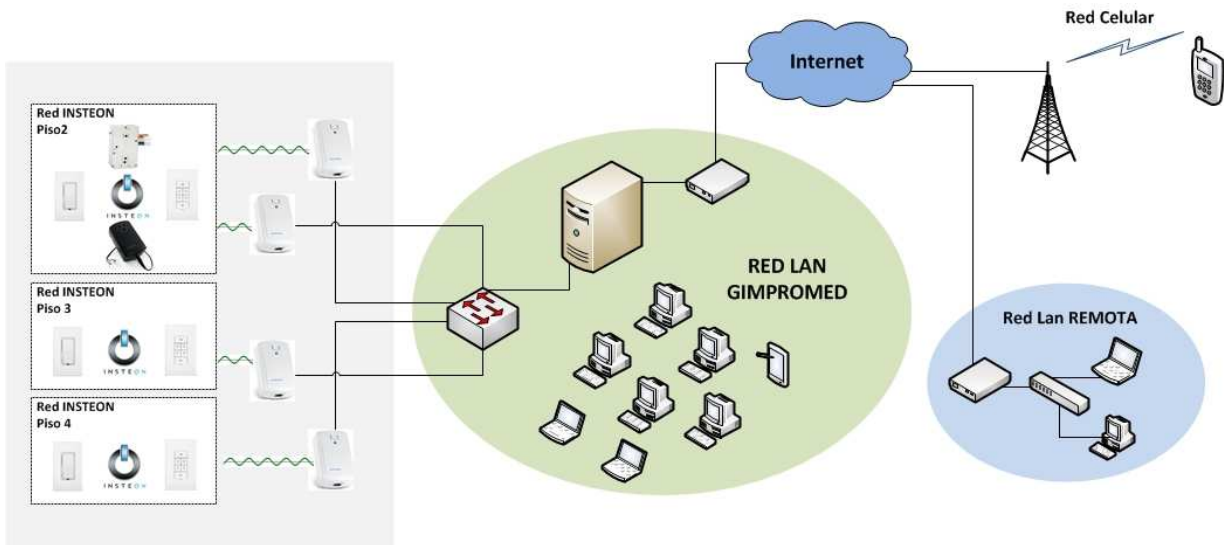 Red Celular
Internet
Red INSTEON
Piso2
INSTEON
Red INSTEON
Piso 3
INSTEON
Red INSTEON
Piso 4
INSTEON
RED LAN
GIMPROMED
Red Lan REMOTA